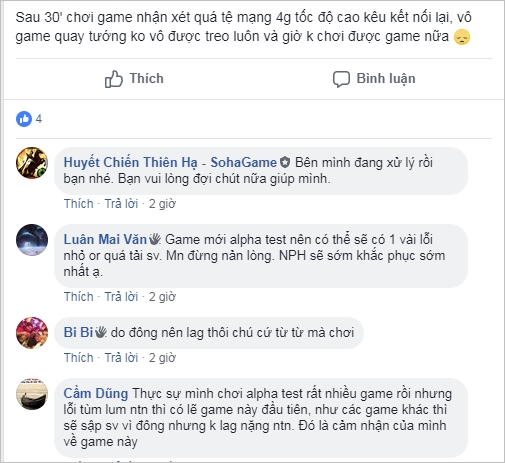 Sau 30' chơi game nhận xét quá tệ mạng 4g tốc độ cao kêu kết nối lại, vô
game quay tướng ko vô được treo luôn và giờ k chơi được game nữa 😞
Thích Bình luận
4
Huyết Chiến Thiên Hạ - SohaGame Bên mình đang xử lý rồi
bạn nhé. Bạn vui lòng đợi chút nữa giúp mình.
Thích · Trả lời · 2 giờ
Luân Mai Văn Game mới alpha test nên có thể sẽ có 1 vài lỗi
nhỏ or quá tải sv. Mn đừng nản lòng. NPH sẽ sớm khắc phục sớm
nhất ạ.
Thích · Trả lời · 2 giờ
Bi Bi do đông nên lag thôi chú cứ từ từ mà chơi
Thích · Trả lời · 2 giờ
Cẩm Dũng Thực sự mình chơi alpha test rất nhiều game rồi nhưng
lỗi tùm lum ntn thì có lẽ game này đầu tiên, như các game khác thì
sẽ sập sv vì đông nhưng k lag nặng ntn. Đó là cảm nhận của mình
về game này